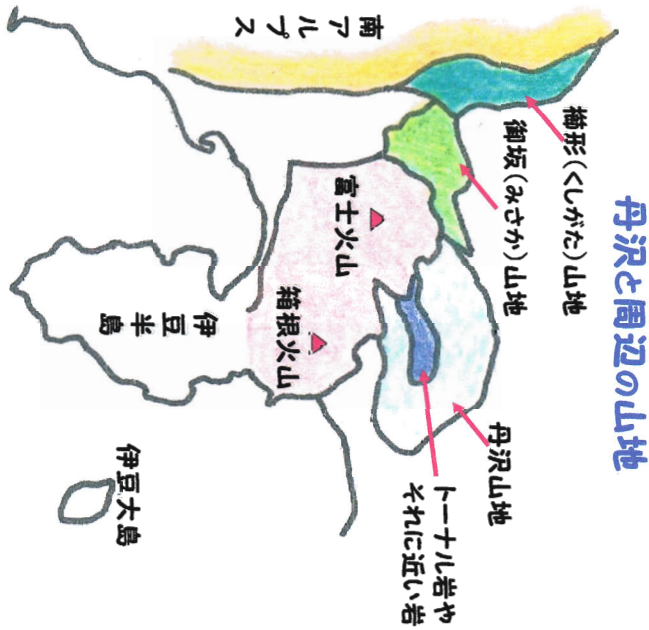 丹沢と周辺の山地
南アルプス
櫛形(くしがた)山地
御坂(みさか)山地
富士火山
箱根火山
伊豆半島
丹沢山地
トーナル岩や
それに近い岩
伊豆大島